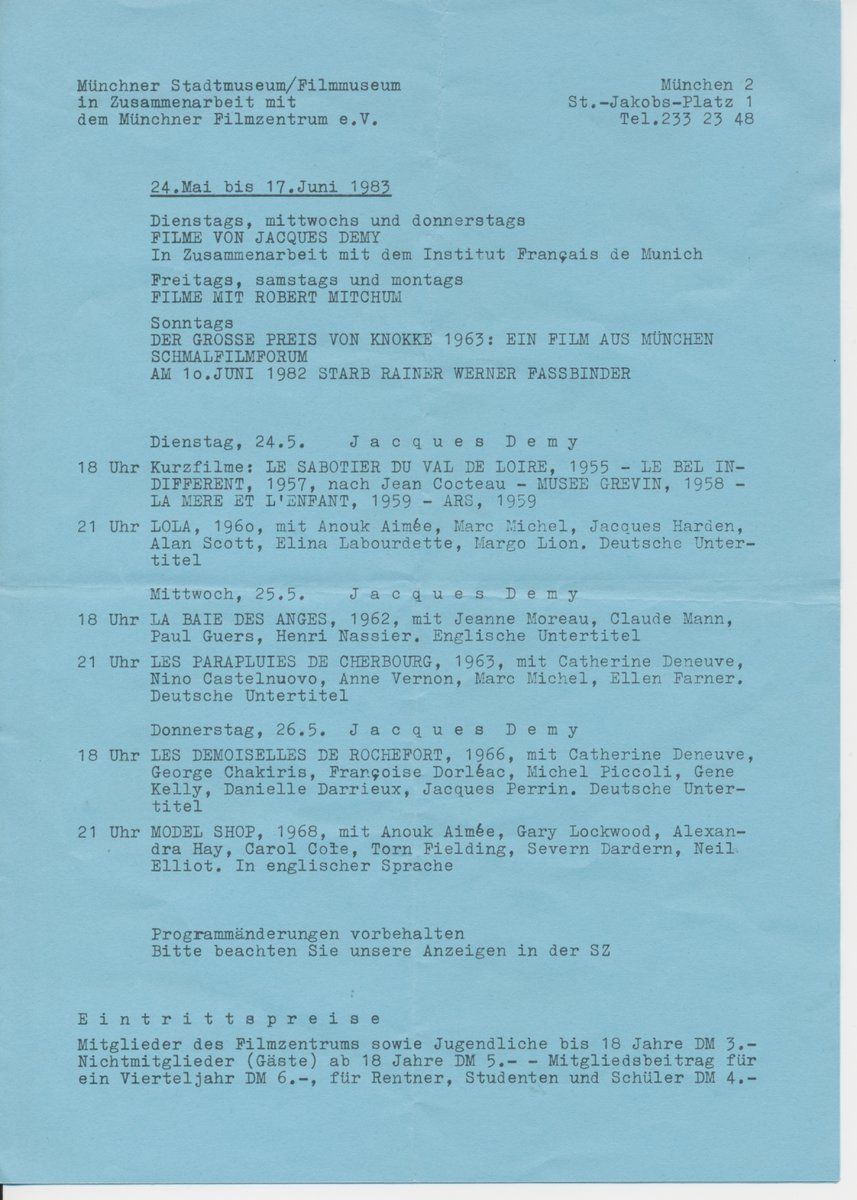 Münchner Stadtmuseum/Filmmuseum
in Zusammenarbeit mit
dem Münchner Filmzentrum e.V.
München 2
St.-Jakobs-Platz 1
Tel.233 23 48
24.Mai bis 17.Juni 1983
Dienstags, mittwochs und donnerstags
FILME VON JACQUES DEMY
In Zusammenarbeit mit dem Institut Français de Munich
Freitags, samstags und montags
FILME MIT ROBERT MITCHUM
Sonntags
DER GROSSE PREIS VON KNOKKE 1963: EIN FILM AUS MÜNCHEN
SCHMALFILMFORUM
AM 1o.JUNI 1982 STARB RAINER WERNER FASSBINDER
Dienstag, 24.5. J a c q u e s D e m y
18 Uhr Kurzfilme: LE SABOTIER DU VAL DE LOIRE, 1955 - LE BEL IN-
DIFFERENT, 1957, nach Jean Cocteau - MUSEE GREVIN, 1958 -
LA MERE ET L'ENFANT, 1959 - ARS, 1959
21 Uhr LOLA, 196o, mit Anouk Aimée, Marc Michel, Jacques Harden,
Alan Scott, Elina Labourdette, Margo Lion. Deutsche Unter-
titel
Mittwoch, 25.5. J a c q u e s D e m y
18 Uhr LA BAIE DES ANGES, 1962, mit Jeanne Moreau, Claude Mann,
Paul Guers, Henri Nassier. Englische Untertitel
21 Uhr LES PARAPLUIES DE CHERBOURG, 1963, mit Catherine Deneuve,
Nino Castelnuovo, Anne Vernon, Marc Michel, Ellen Farner.
Deutsche Untertitel
Donnerstag, 26.5. J a c q u e s D e m y
18 Uhr LES DEMOISELLES DE ROCHEFORT, 1966, mit Catherine Deneuve,
George Chakiris, Françoise Dorléac, Michel Piccoli, Gene
Kelly, Danielle Darrieux, Jacques Perrin. Deutsche Unter-
titel
21 Uhr MODEL SHOP, 1968, mit Anouk Aimée, Gary Lockwood, Alexan-
dra Hay, Carol Cole, Torn Fielding, Severn Dardern, Neil
Elliot. In englischer Sprache
Programmänderungen vorbehalten
Bitte beachten Sie unsere Anzeigen in der SZ
E i n t r i t t s p r e i s e
Mitglieder des Filmzentrums sowie Jugendliche bis 18 Jahre DM 3.-
Nichtmitglieder (Gäste) ab 18 Jahre DM 5.- - Mitgliedsbeitrag für
ein Vierteljahr DM 6.-, für Rentner, Studenten und Schüler DM 4.-